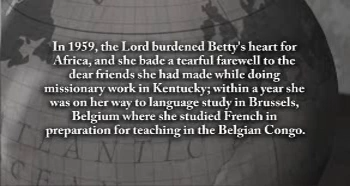 In 1959, the Lord burdened Betty's heart for
Africa, and she bade a tearful farewell to the
dear friends she had made while doing
missionary work in Kentucky; within a year she
was on her way to language study in Brussels,
Belgium where she studied French in
preparation for teaching in the Belgian Congo.
ATLANTIC
OCEAN